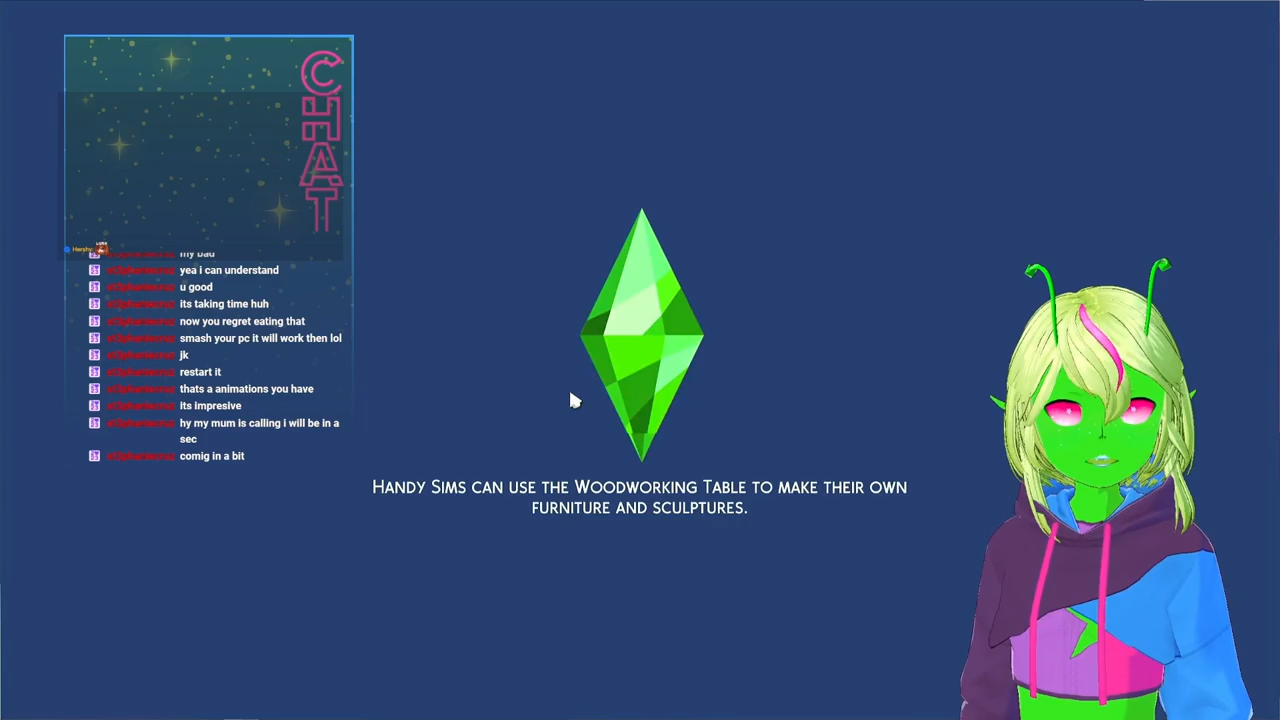 CHAT
Hershy:
my bad
yea i can understand
u good
its taking time huh
now you regret eating that
smash your pc it will work then lol
jk
restart it
thats a animations you have
its impresive
hy my mum is calling i will be in a
sec
comig in a bit
HANDY SIMS CAN USE THE WOODWORKING TABLE TO MAKE THEIR OWN
FURNITURE AND SCULPTURES.